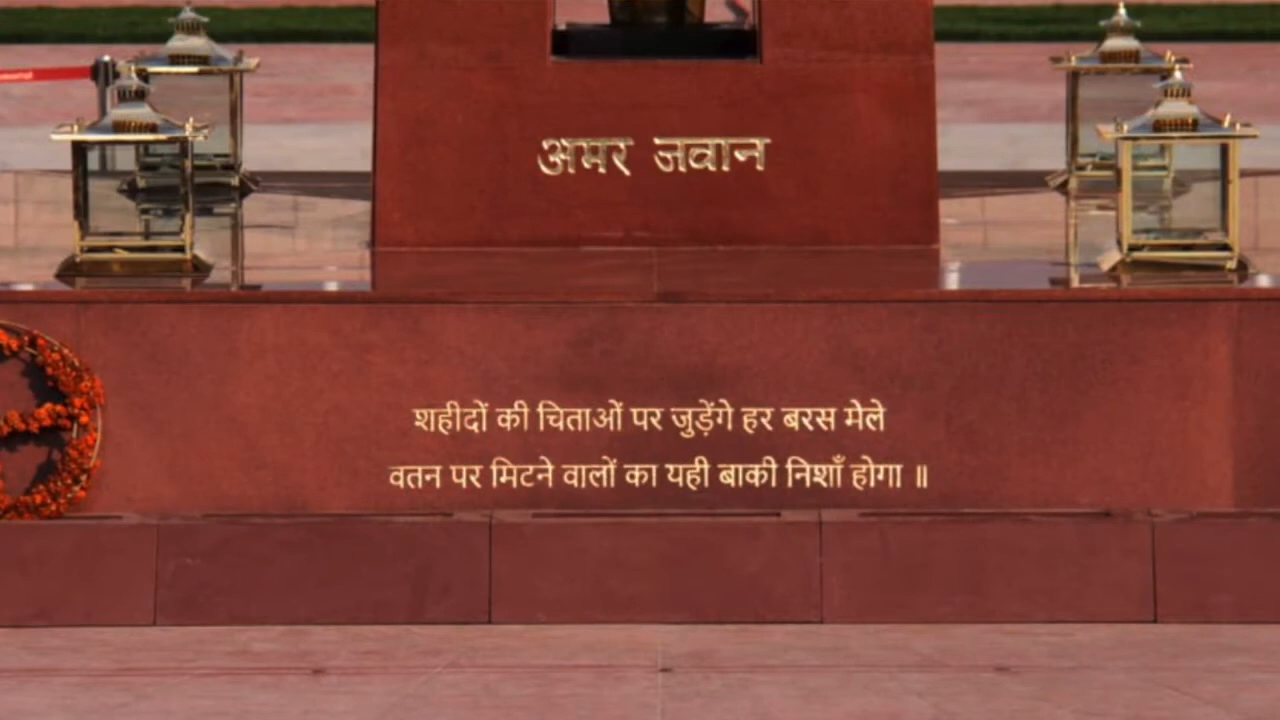 अमर जवान
शहीदों की चिताओं पर जुड़ेंगे हर बरस मेले
वतन पर मिटने वालों का यही बाकी निशाँ होगा ॥